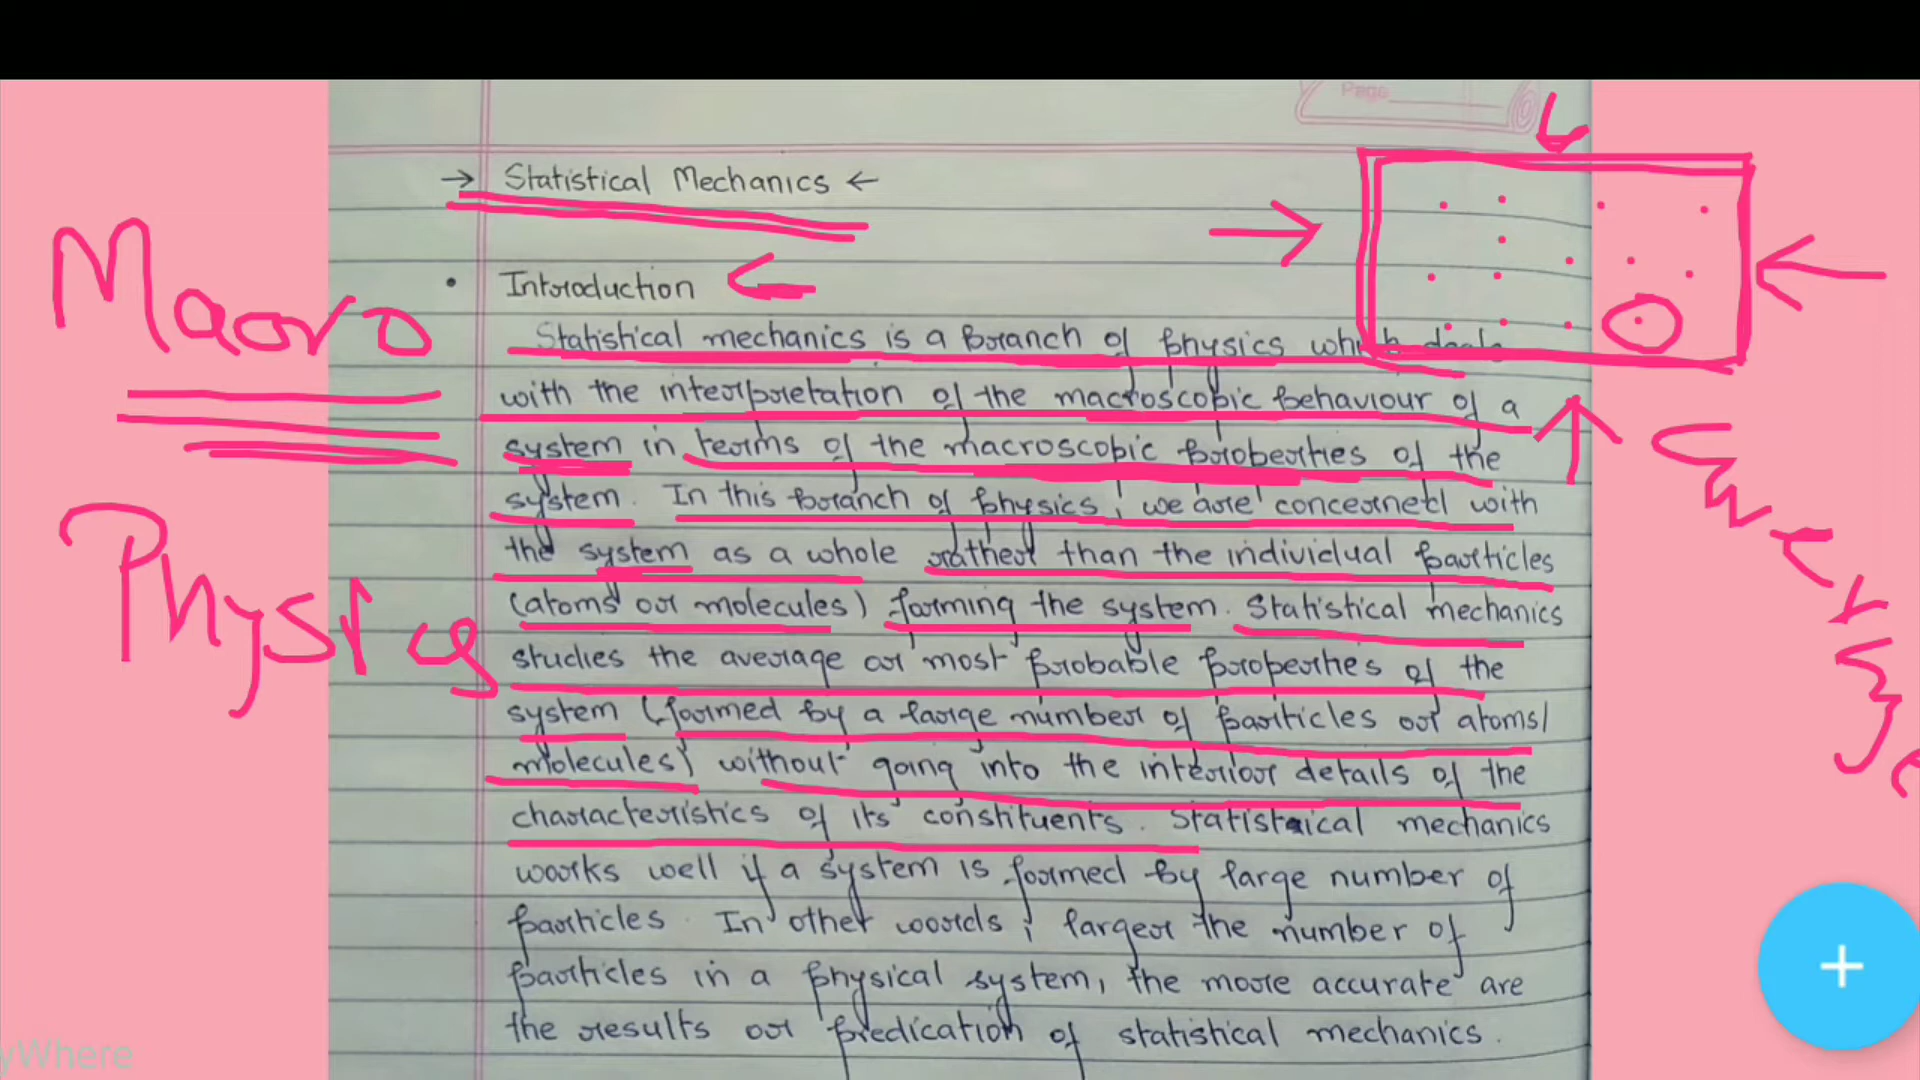 Page
→ Statistical Mechanics ←
• Introduction
Statistical mechanics is a branch of physics which deals
with the interpretation of the macroscopic behaviour of a
system in terms of the macroscopic properties of the
system. In this branch of physics, we are concerned with
the system as a whole rather than the individual particles
(atoms or molecules) forming the system. Statistical mechanics
studies the average or most probable properties of the
system (formed by a large number of particles or atoms/
molecules) without going into the interior details of the
characteristics of its constituents. Statistaical mechanics
works well if a system is formed by large number of
particles. In other words, larger the number of
particles in a physical system, the more accurate are
the results or predication of statistical mechanics.
Macro
Physics
Average
+
yWhere